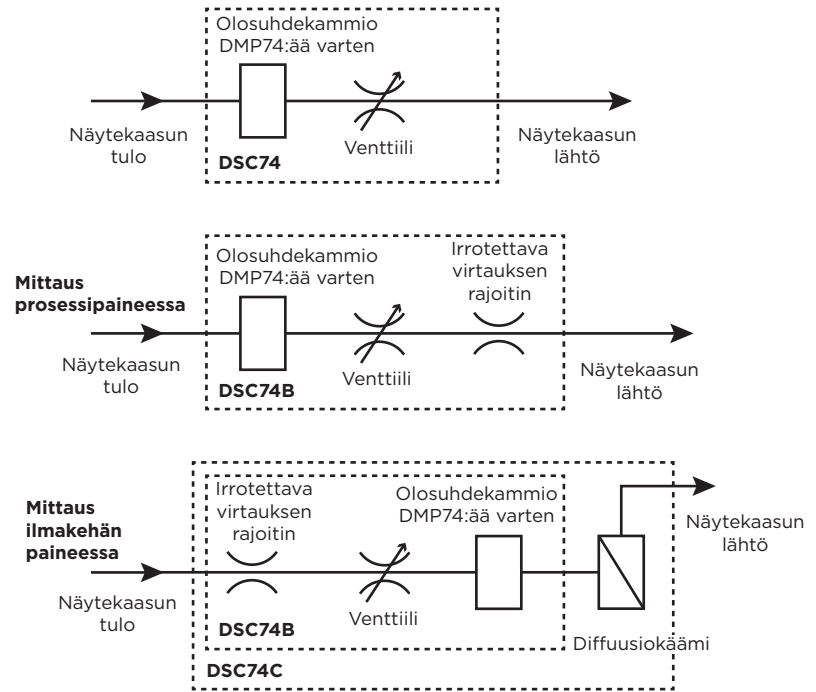 Olosuhdekammio
DMP74:ää varten
Näytekaasun
tulo
DSC74
Venttiili
Näytekaasun
lähtö
Mittaus
prosessipaineessa
Olosuhdekammio
DMP74:ää varten
Irrotettava
virtauksen
rajoitin
Näytekaasun
tulo
DSC74B
Venttiili
Näytekaasun
lähtö
Mittaus
ilmakehän
paineessa
Irrotettava
virtauksen
rajoitin
Olosuhdekammio
DMP74:ää varten
Näytekaasun
lähtö
Näytekaasun
tulo
DSC74B
Venttiili
Diffuusiokäämi
DSC74C